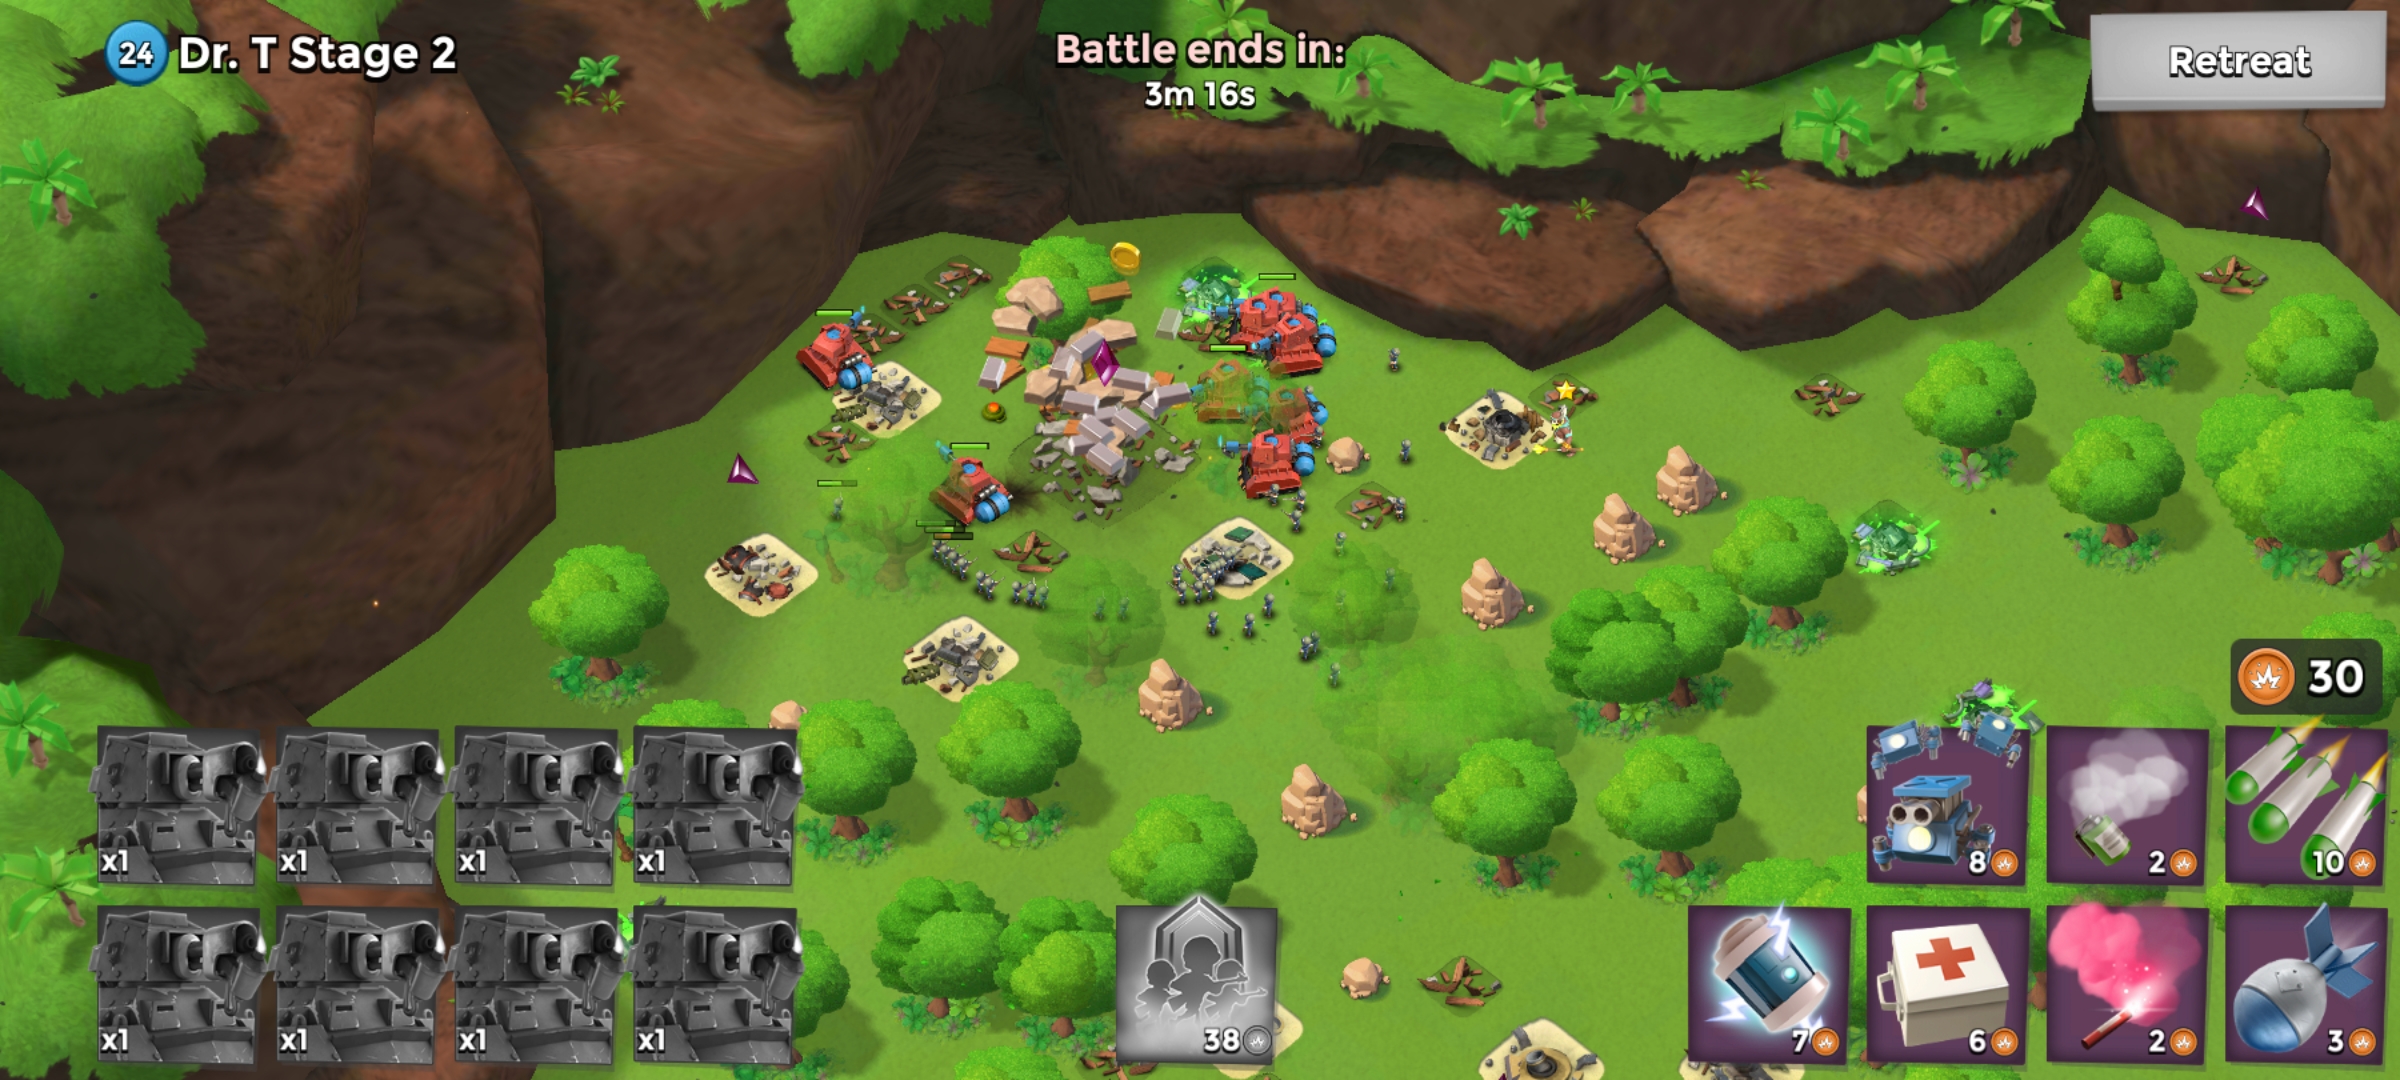 24 Dr. T Stage 2
Battle ends in:
3m 16s
Retreat
30
x1 x1 x1 x1
8 2 10
x1 x1 x1 x1
38
7 6 2 3